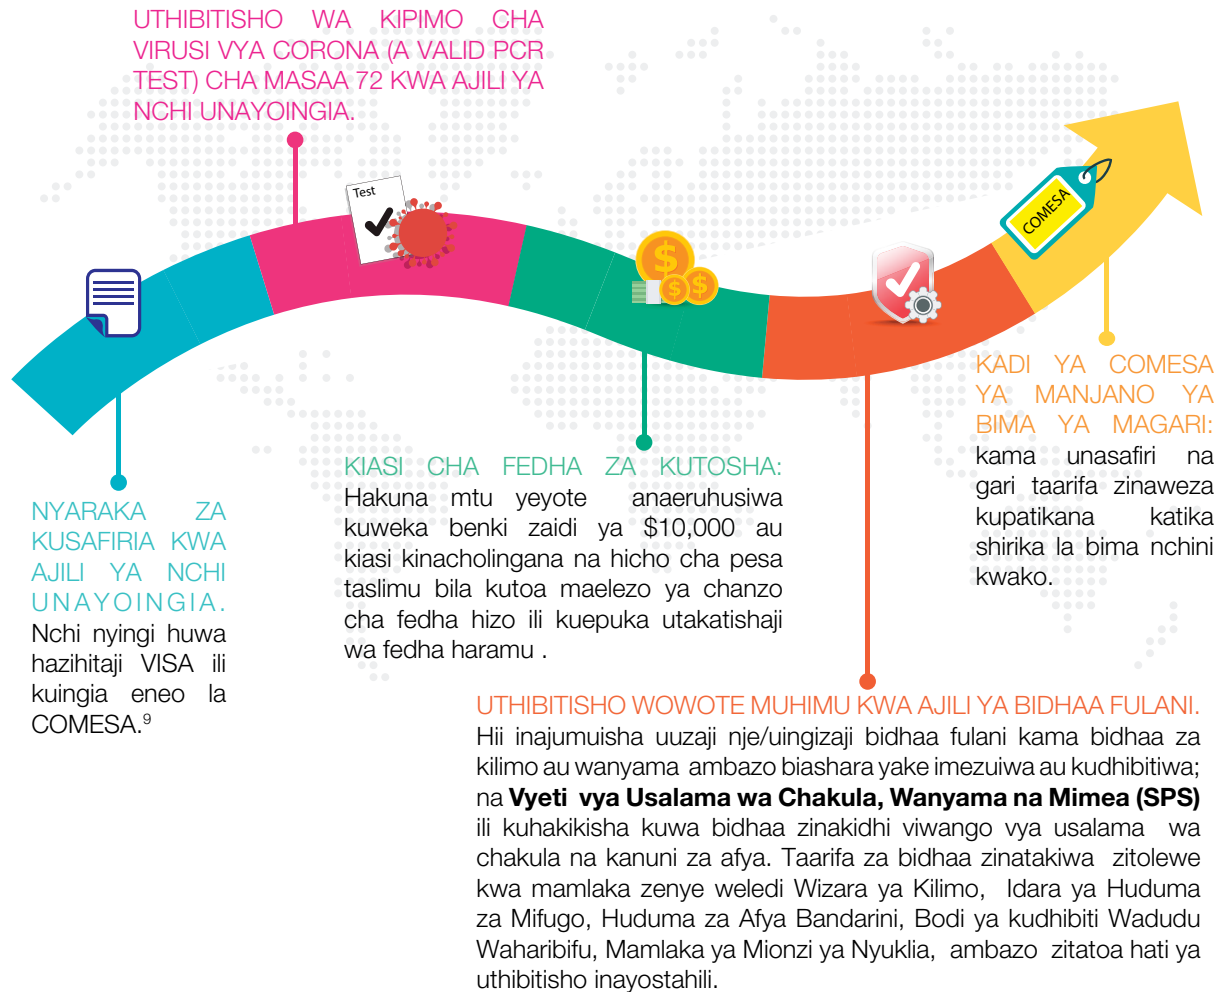 UTHIBITISHO WA KIPIMO CHA
VIRUSI VYA CORONA (A VALID PCR
TEST) CHA MASAA 72 KWA AJILI YA
NCHI UNAYOINGIA.
Test
COMESA
NYARAKA ZA
KUSAFIRIA KWA
AJILI YA NCHI
UNAYOINGIA.
Nchi nyingi huwa
hazihitaji VISA ili
kuingia eneo la
COMESA.⁹
KIASI CHA FEDHA ZA KUTOSHA:
Hakuna mtu yeyote anaeruhusiwa
kuweka benki zaidi ya $10,000 au
kiasi kinacholingana na hicho cha pesa
taslimu bila kutoa maelezo ya chanzo
cha fedha hizo ili kuepuka utakatishaji
wa fedha haramu .
KADI YA COMESA
YA MANJANO YA
BIMA YA MAGARI:
kama unasafiri na
gari taarifa zinaweza
kupatikana katika
shirika la bima nchini
kwako.
UTHIBITISHO WOWOTE MUHIMU KWA AJILI YA BIDHAA FULANI.
Hii inajumuisha uuzaji nje/uingizaji bidhaa fulani kama bidhaa za
kilimo au wanyama ambazo biashara yake imezuiwa au kudhibitiwa;
na Vyeti vya Usalama wa Chakula, Wanyama na Mimea (SPS)
ili kuhakikisha kuwa bidhaa zinakidhi viwango vya usalama wa
chakula na kanuni za afya. Taarifa za bidhaa zinatakiwa zitolewe
kwa mamlaka zenye weledi Wizara ya Kilimo, Idara ya Huduma
za Mifugo, Huduma za Afya Bandarini, Bodi ya kudhibiti Wadudu
Waharibifu, Mamlaka ya Mionzi ya Nyuklia, ambazo zitatoa hati ya
uthibitisho inayostahili.